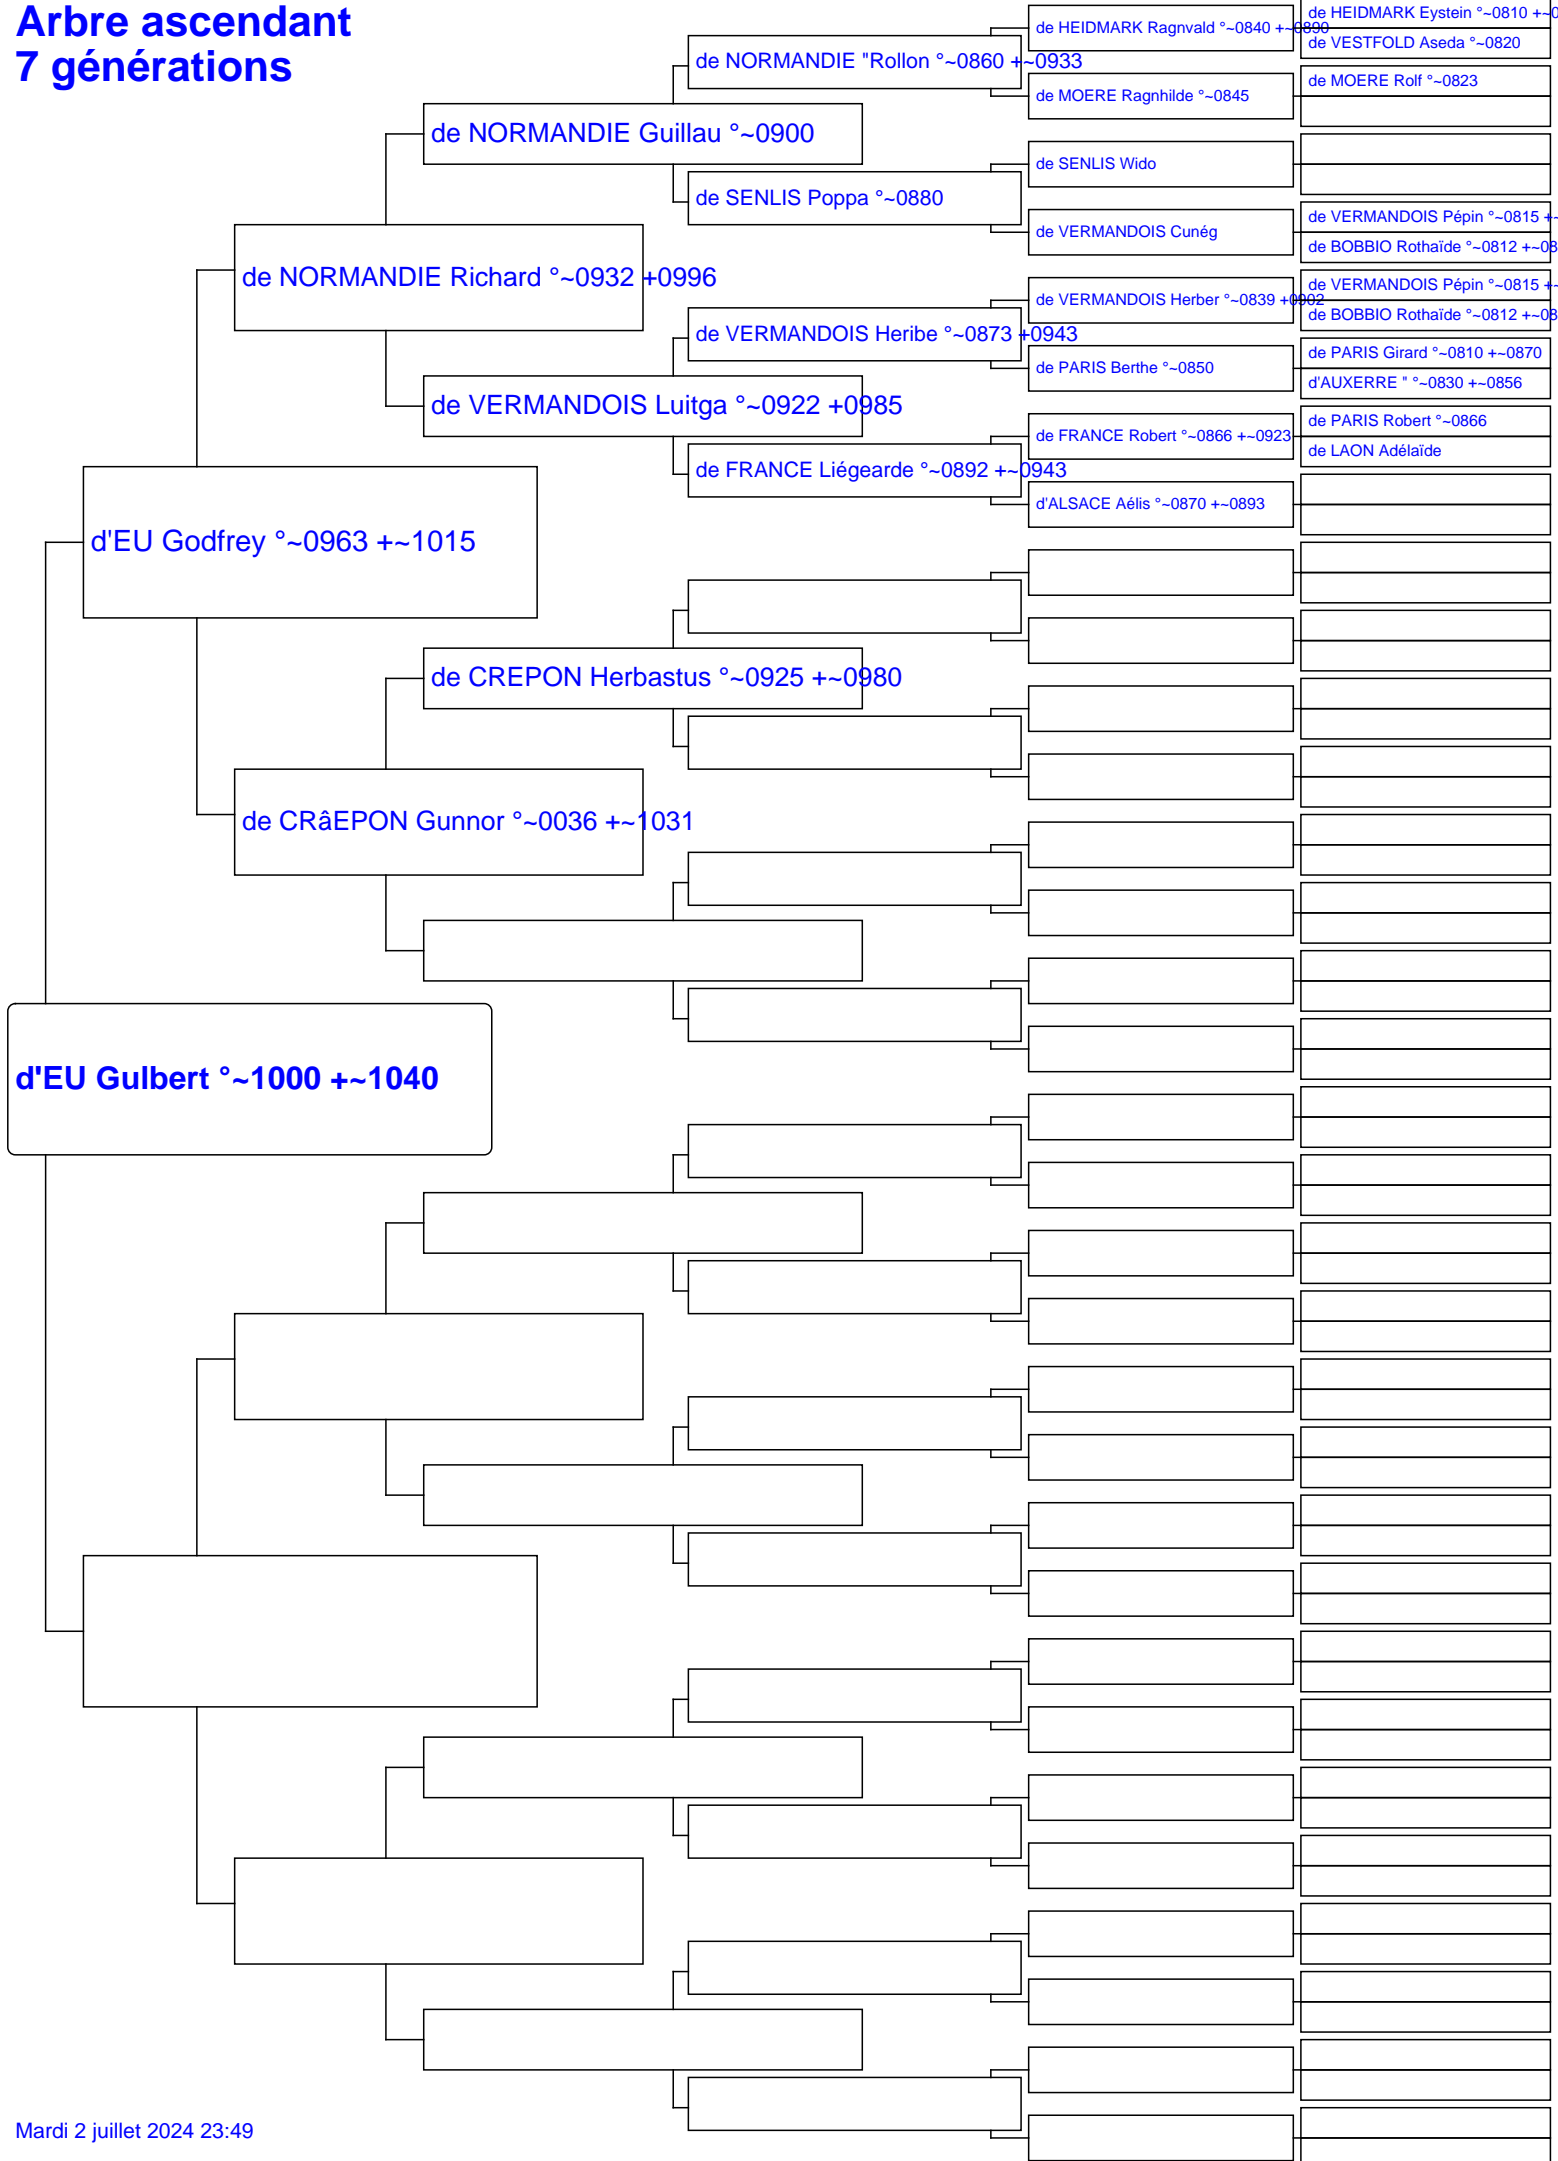 Arbre ascendant
7 générations
de HEIDMARK Eystein °~0810 +~0
de HEIDMARK Ragnvald °~0840 +~0890
de VESTFOLD Aseda °~0820
de NORMANDIE "Rollon °~0860 +~0933
de MOERE Rolf °~0823
de MOERE Ragnhilde °~0845
de NORMANDIE Guillau °~0900
de SENLIS Wido
de SENLIS Poppa °~0880
de VERMANDOIS Pépin °~0815 +~
de VERMANDOIS Cunég
de BOBBIO Rothaïde °~0812 +~08
de NORMANDIE Richard °~0932 +0996
de VERMANDOIS Pépin °~0815 +~
de VERMANDOIS Herber °~0839 +0902
de BOBBIO Rothaïde °~0812 +~08
de VERMANDOIS Heribe °~0873 +0943
de PARIS Girard °~0810 +~0870
de PARIS Berthe °~0850
d'AUXERRE " °~0830 +~0856
de VERMANDOIS Luitga °~0922 +0985
de PARIS Robert °~0866
de FRANCE Robert °~0866 +~0923
de LAON Adélaïde
de FRANCE Liégearde °~0892 +~0943
d'ALSACE Aélis °~0870 +~0893
d'EU Godfrey °~0963 +~1015
de CREPON Herbastus °~0925 +~0980
de CRâEPON Gunnor °~0036 +~1031
d'EU Gulbert °~1000 +~1040
Mardi 2 juillet 2024 23:49